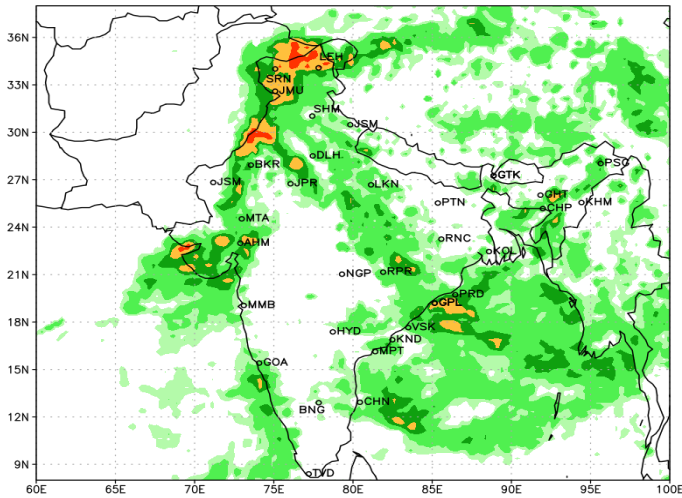 36N
LEH
33N
SRN
JMU
SHM
JSM
30N
DLH
PSG
BKR
GTK
27N
JSM
JPR
LKN
GHT
PTN
CHP
KHM
24N
MTA
AHM
RNC
KOL
21N
NGP
RPR
PRD
MMB
GPL
18N
HYD
VSK
KND
MPT
15N
GOA
12N
BNG
CHN
9N
TVD
60E 65E 70E 75E 80E 85E 90E 95E 100E